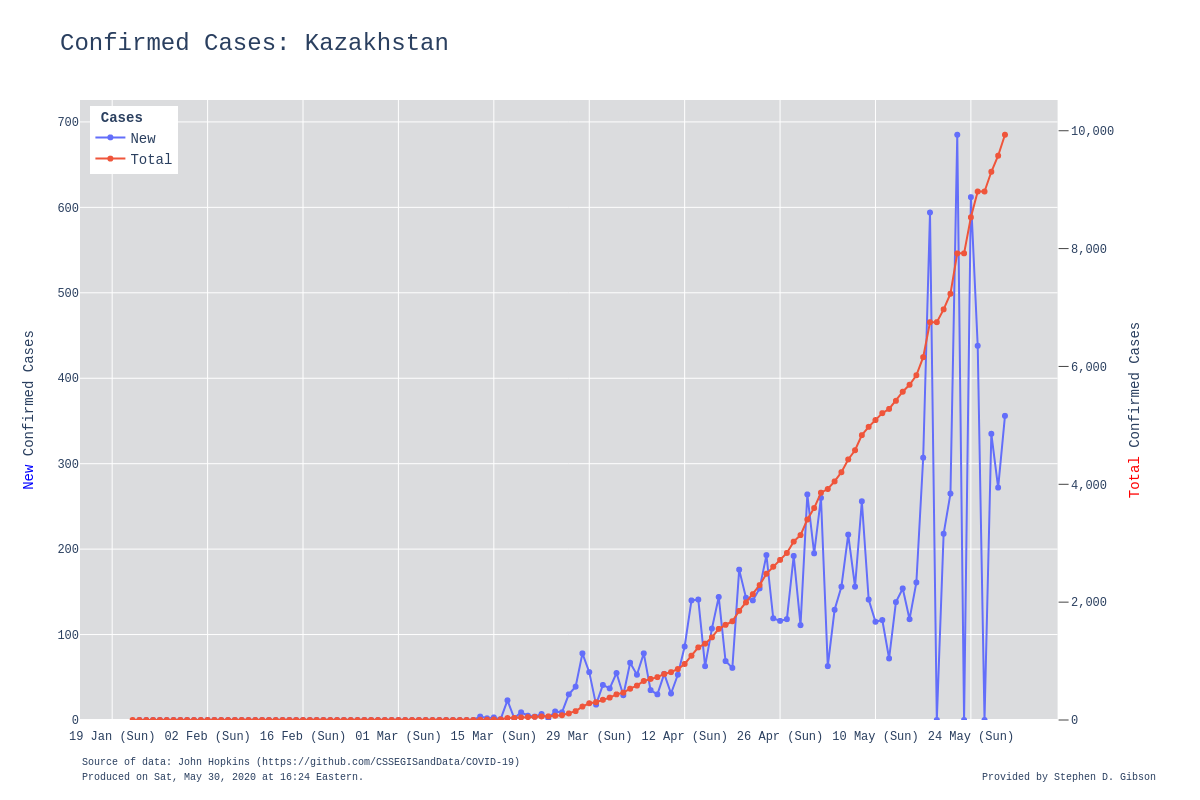 Confirmed Cases: Kazakhstan
Cases
New
Total
700
600
500
400
300
200
100
0
New Confirmed Cases
10,000
8,000
6,000
4,000
2,000
0
Total Confirmed Cases
19 Jan (Sun) 02 Feb (Sun) 16 Feb (Sun) 01 Mar (Sun) 15 Mar (Sun) 29 Mar (Sun) 12 Apr (Sun) 26 Apr (Sun) 10 May (Sun) 24 May (Sun)
Source of data: John Hopkins (https://github.com/CSSEGISandData/COVID-19)
Produced on Sat, May 30, 2020 at 16:24 Eastern.
Provided by Stephen D. Gibson